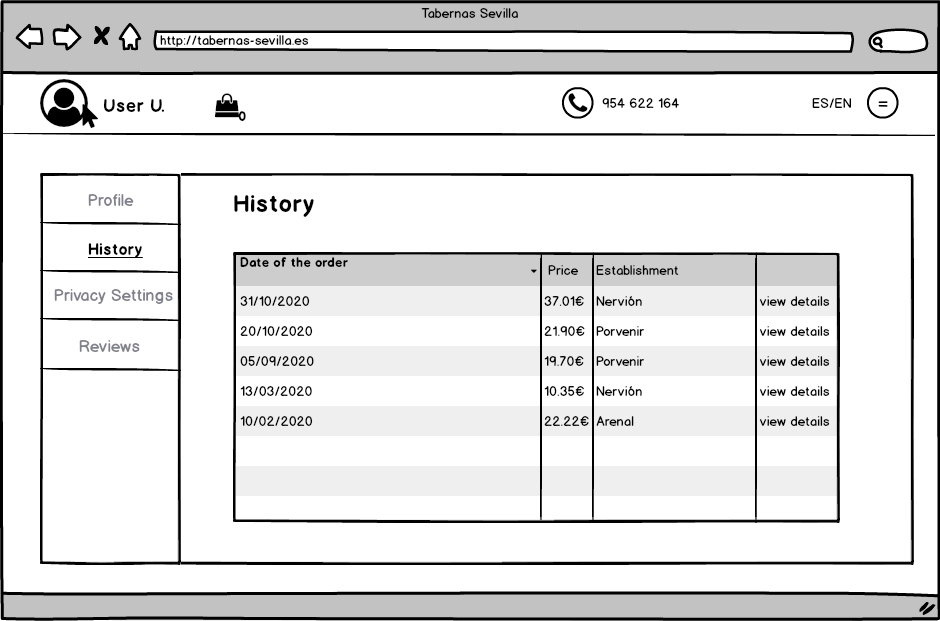 Tabernas Sevilla
http://tabernas-sevilla.es
User U.
954 622 164
ES/EN
Profile
History
Privacy Settings
Reviews
History
Date of the order Price Establishment
31/10/2020 37.01€ Nervión view details
20/10/2020 21.90€ Porvenir view details
05/09/2020 19.70€ Porvenir view details
13/03/2020 10.35€ Nervión view details
10/02/2020 22.22€ Arenal view details